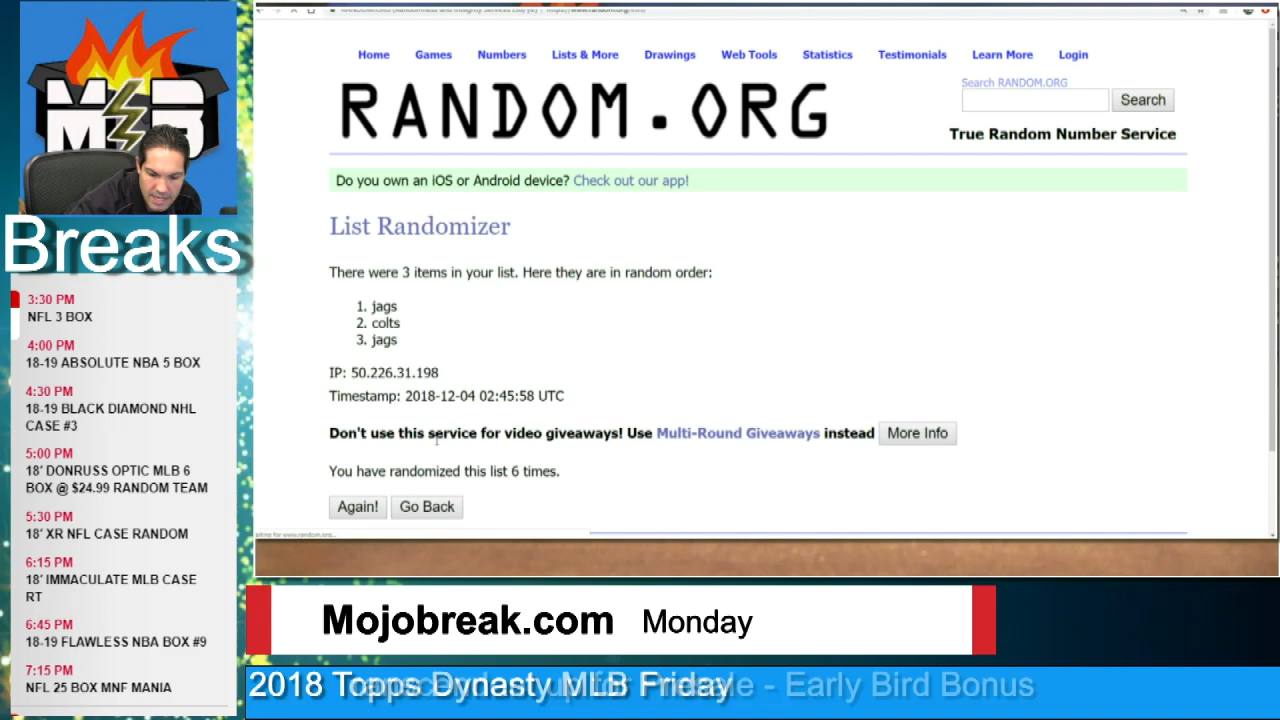 Home Games Numbers Lists & More Drawings Web Tools Statistics Testimonials Learn More Login
RANDOM.ORG
Search RANDOM.ORG
Search
True Random Number Service
Do you own an iOS or Android device? Check out our app!
List Randomizer
There were 3 items in your list. Here they are in random order:
1. jags
2. colts
3. jags
IP: 50.226.31.198
Timestamp: 2018-12-04 02:45:58 UTC
Don't use this service for video giveaways! Use Multi-Round Giveaways instead More Info
You have randomized this list 6 times.
Again! Go Back
MB
Breaks
3:30 PM
NFL 3 BOX
4:00 PM
18-19 ABSOLUTE NBA 5 BOX
4:30 PM
18-19 BLACK DIAMOND NHL
CASE #3
5:00 PM
18' DONRUSS OPTIC MLB 6
BOX @ $24.99 RANDOM TEAM
5:30 PM
18' XR NFL CASE RANDOM
6:15 PM
18' IMMACULATE MLB CASE
RT
6:45 PM
18-19 FLAWLESS NBA BOX #9
7:15 PM
NFL 25 BOX MNF MANIA
Mojobreak.com Monday
2018 Topps Dynasty MLB Friday - Early Bird Bonus